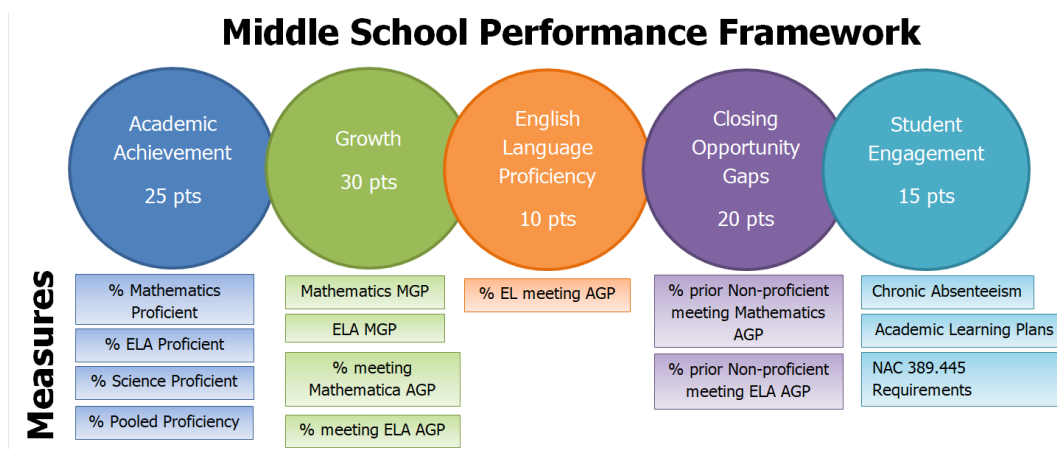 Middle School Performance Framework
Academic
Achievement
25 pts
Growth
30 pts
English
Language
Proficiency
10 pts
Closing
Opportunity
Gaps
20 pts
Student
Engagement
15 pts
Measures
% Mathematics
Proficient
% ELA Proficient
% Science Proficient
% Pooled Proficiency
Mathematics MGP
ELA MGP
% meeting
Mathematica AGP
% meeting ELA AGP
% EL meeting AGP
% prior Non-proficient
meeting Mathematics
AGP
% prior Non-proficient
meeting ELA AGP
Chronic Absenteeism
Academic Learning Plans
NAC 389.445
Requirements